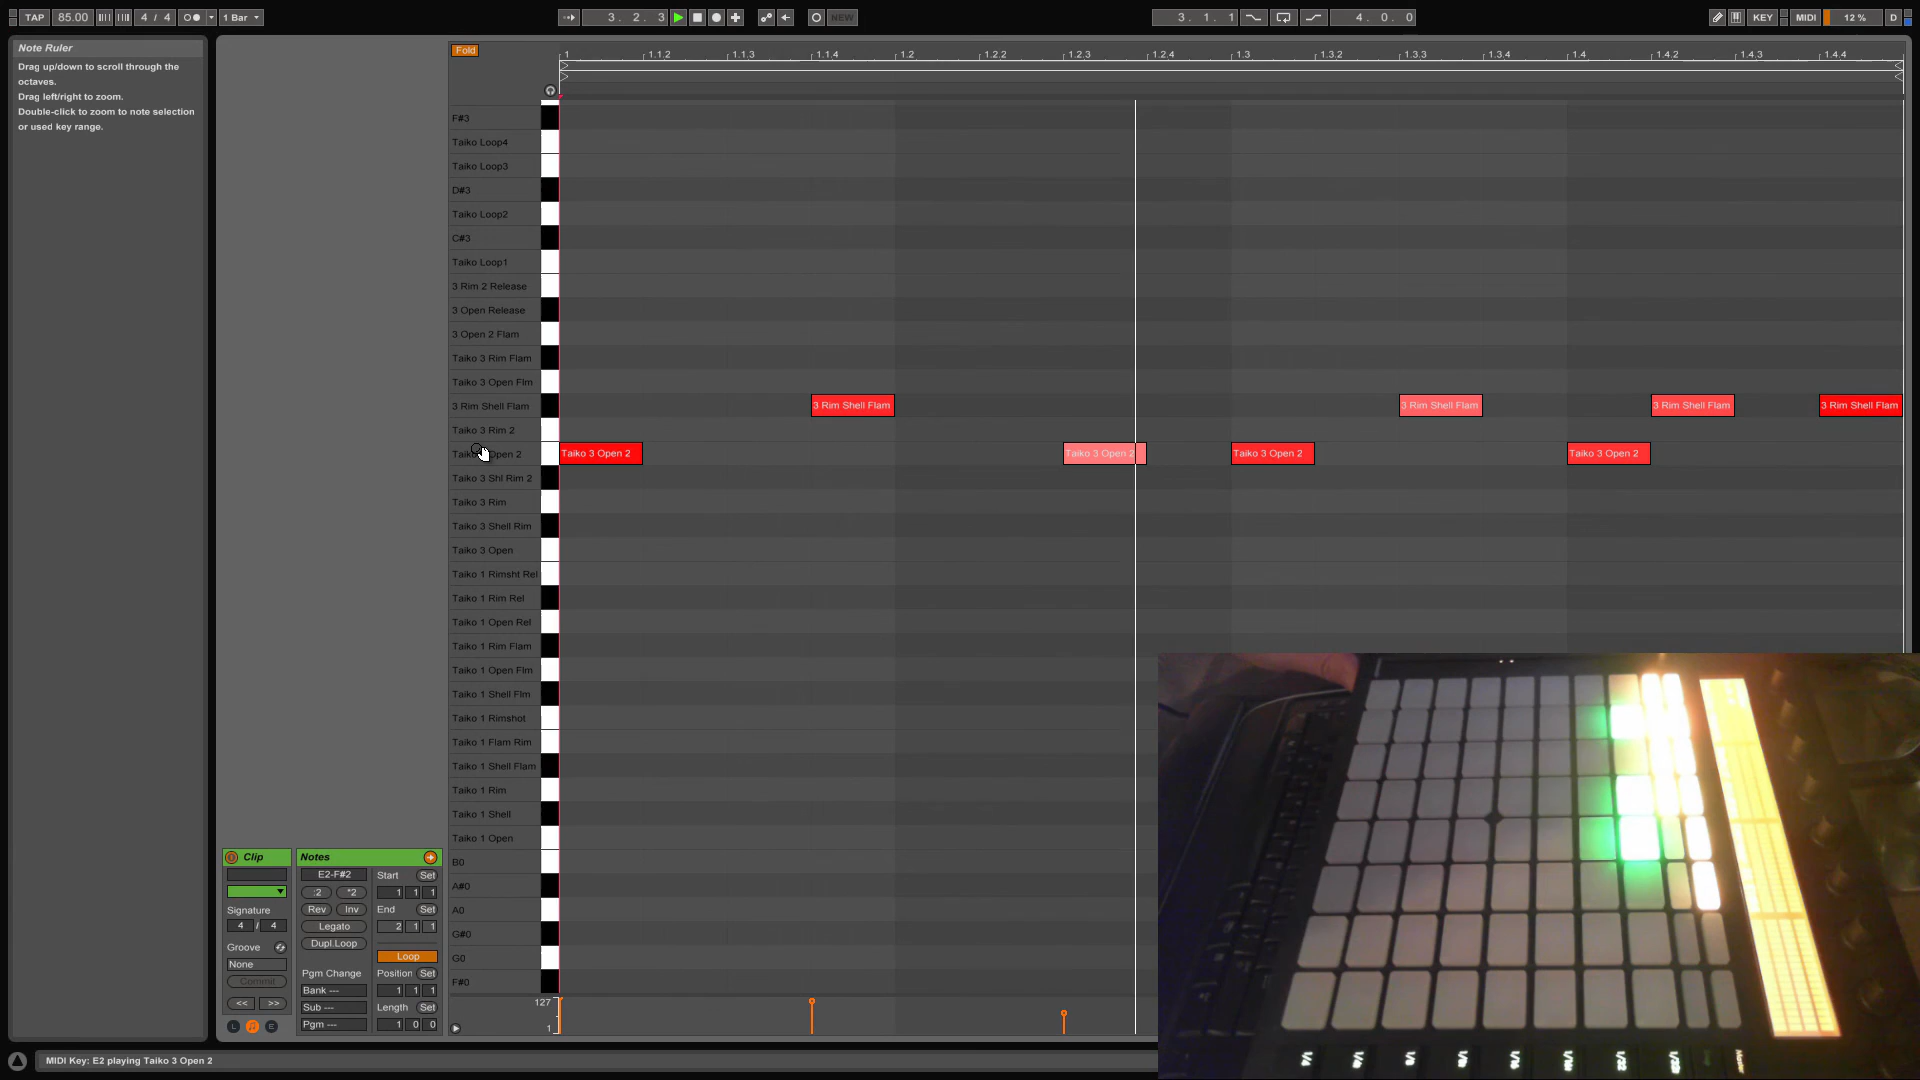 TAP 85.00 4 / 4 1 Bar 3. 2. 3 NEW 3. 1. 1 4. 0. 0 KEY MIDI 12 % D
Note Ruler
Drag up/down to scroll through the
octaves.
Drag left/right to zoom.
Double-click to zoom to note selection
or used key range.
Fold
1 1.1.2 1.1.3 1.1.4 1.2 1.2.2 1.2.3 1.2.4 1.3 1.3.2 1.3.3 1.3.4 1.4 1.4.2 1.4.3 1.4.4
F#3
Taiko Loop4
Taiko Loop3
D#3
Taiko Loop2
C#3
Taiko Loop1
3 Rim 2 Release
3 Open Release
3 Open 2 Flam
Taiko 3 Rim Flam
Taiko 3 Open Flm
3 Rim Shell Flam 3 Rim Shell Flam 3 Rim Shell Flam 3 Rim Shell Flam 3 Rim Shell Flam
Taiko 3 Rim 2
Open 2 Taiko 3 Open 2 Taiko 3 Open 2 Taiko 3 Open 2 Taiko 3 Open 2
Taiko 3 Shl Rim 2
Taiko 3 Rim
Taiko 3 Shell Rim
Taiko 3 Open
Taiko 1 Rimsht Rel
Taiko 1 Rim Rel
Taiko 1 Open Rel
Taiko 1 Rim Flam
Taiko 1 Open Flm
Taiko 1 Shell Flm
Taiko 1 Rimshot
Taiko 1 Flam Rim
Taiko 1 Shell Flam
Taiko 1 Rim
Taiko 1 Shell
Taiko 1 Open
B0
A#0
A0
G#0
G0
F#0
127
1
Clip
Signature
4 / 4
Groove
None
Commit
<< >>
L E
Notes
E2-F#2
:2 *2
Rev Inv
Legato
Dupl.Loop
Pgm Change
Bank ---
Sub ---
Pgm ---
Start Set
1 1 1
End Set
2 1 1
Loop
Position Set
1 1 1
Length Set
1 0 0
MIDI Key: E2 playing Taiko 3 Open 2
1/4 1/8 1/16 1/32